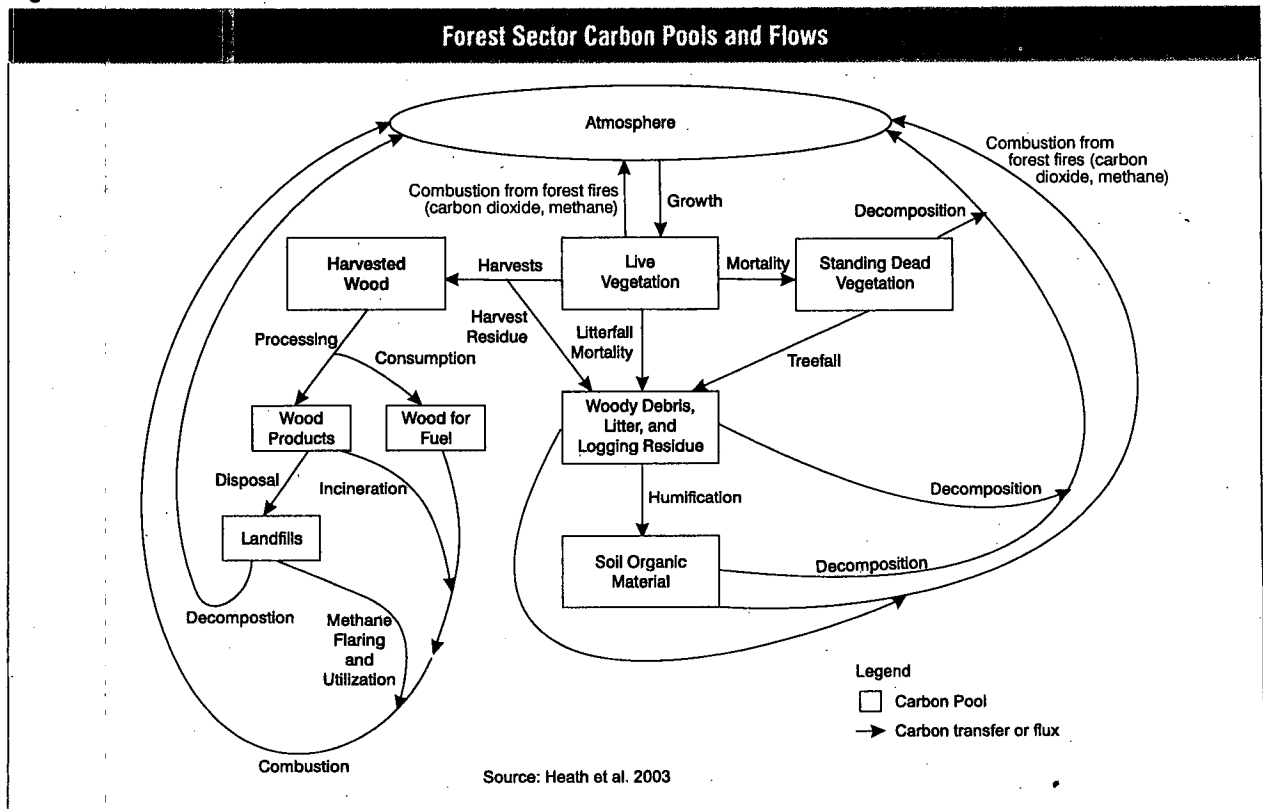 Forest Sector Carbon Pools and Flows
Atmosphere
Combustion from
forest fires (carbon
dioxide, methane)
Combustion from forest fires
(carbon dioxide, methane)
Growth
Decomposition
Harvested
Wood
Harvests
Live
Vegetation
Mortality
Standing Dead
Vegetation
Harvest
Residue
Litterfall
Mortality
Treefall
Processing
Consumption
Wood
Products
Wood for
Fuel
Woody Debris,
Litter, and
Logging Residue
Disposal
Incineration
Humification
Decomposition
Landfills
Soil Organic
Material
Decomposition
Decompostion
Methane
Flaring
and
Utilization
Combustion
Legend
Carbon Pool
Carbon transfer or flux
Source: Heath et al. 2003